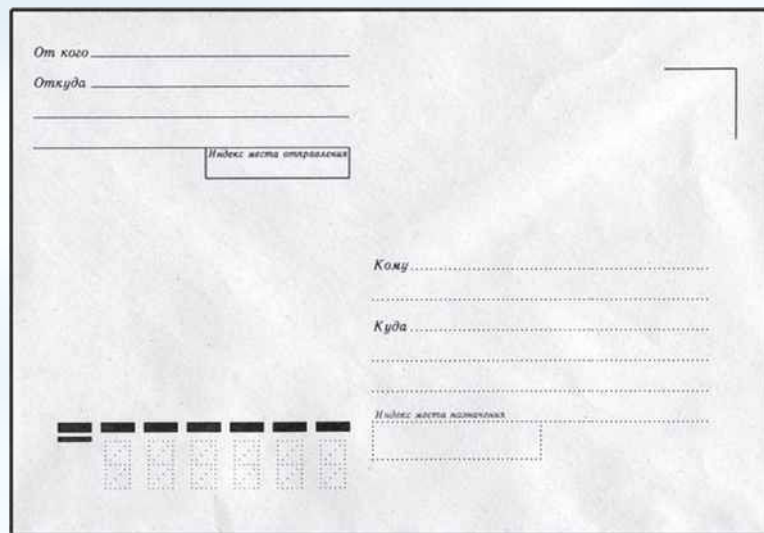 От кого
Откуда
Индекс места отправления
Кому
Куда
Индекс места назначения